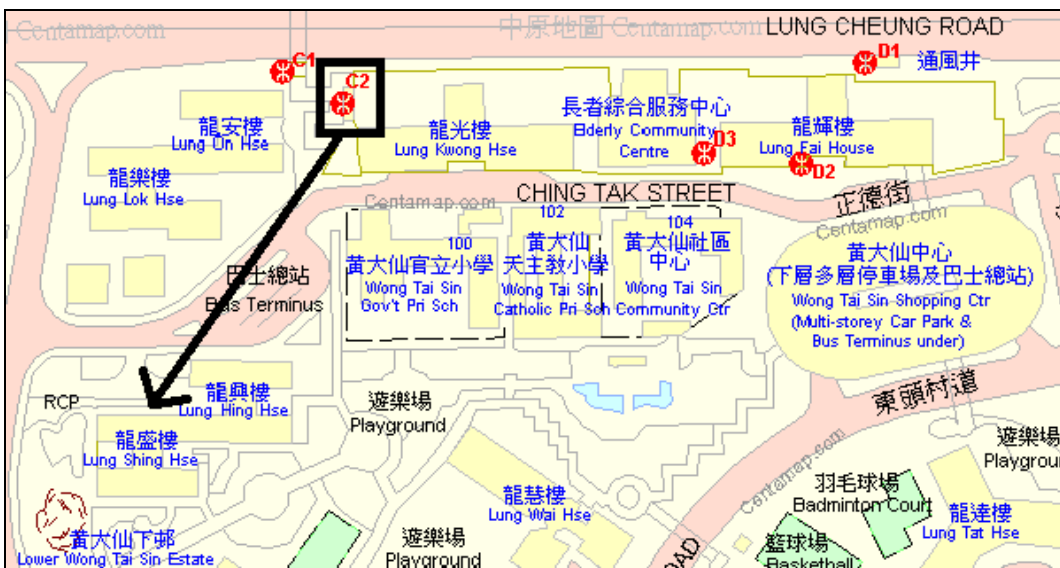 Centamap.com
中原地圖 Centamap.com
LUNG CHEUNG ROAD
C1
C2
D1
通風井
龍安樓
Lung On Hse
龍光樓
Lung Kwong Hse
長者綜合服務中心
Elderly Community
Centre
D3
龍輝樓
Lung Fai House
D2
龍樂樓
Lung Lok Hse
CHING TAK STREET
正德街
Centamap.com
Centamap.com
100
黃大仙官立小學
Wong Tai Sin
Gov't Pri Sch
102
黃大仙
天主教小學
Wong Tai Sin
Catholic Pri Sch
104
黃大仙社區
中心
Wong Tai Sin
Community Ctr
黃大仙中心
(下層多層停車場及巴士總站)
Wong Tai Sin Shopping Ctr
(Multi-storey Car Park &
Bus Terminus under)
巴士總站
Bus Terminus
RCP
龍興樓
Lung Hing Hse
遊樂場
Playground
東頭村道
龍盛樓
Lung Shing Hse
遊樂場
Playgrou
龍慧樓
Lung Wai Hse
Centamap.com
羽毛球場
Badminton Court
龍達樓
Lung Tat Hse
黃大仙下邨
Lower Wong Tai Sin Estate
遊樂場
Playground
ROAD
籃球場
Basketball